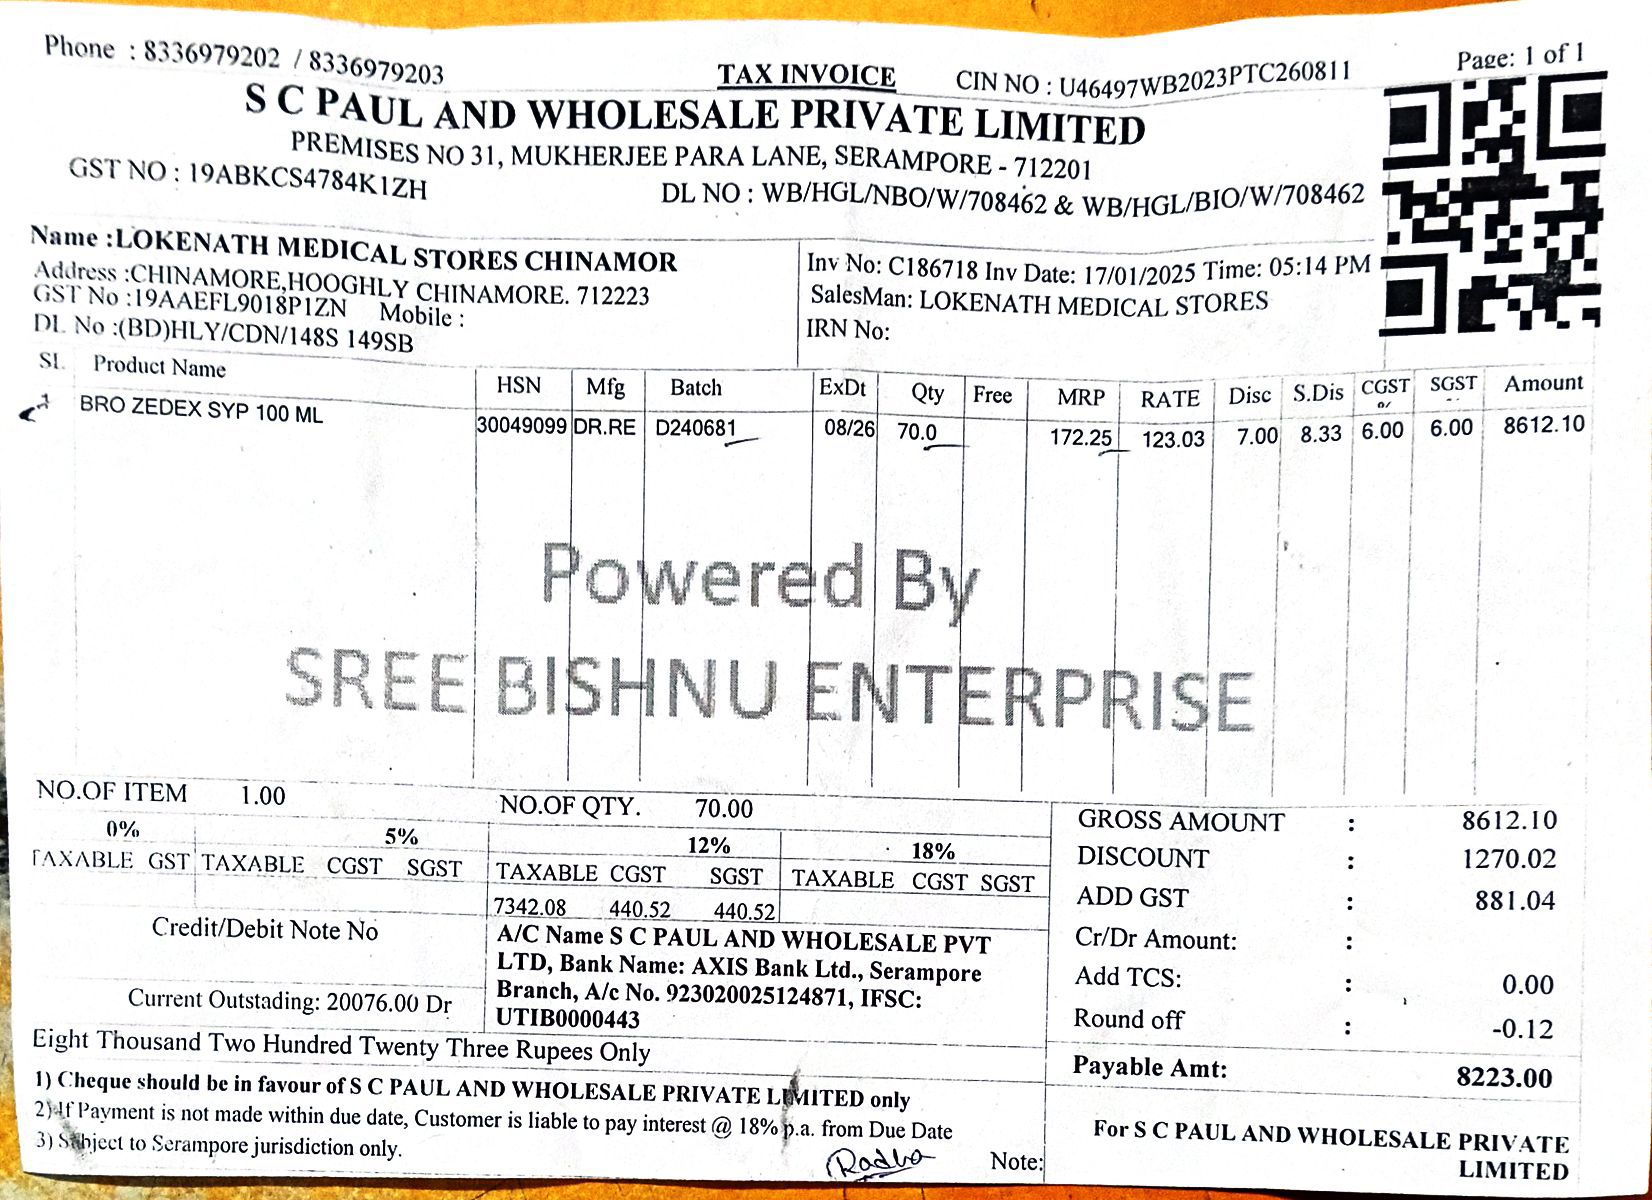 Phone : 8336979202 / 8336979203
TAX INVOICE
CIN NO : U46497WB2023PTC260811
Page: 1 of 1
S C PAUL AND WHOLESALE PRIVATE LIMITED
PREMISES NO 31, MUKHERJEE PARA LANE, SERAMPORE - 712201
GST NO : 19ABKCS4784K1ZH
DL NO : WB/HGL/NBO/W/708462 & WB/HGL/BIO/W/708462
Name :LOKENATH MEDICAL STORES CHINAMOR
Address :CHINAMORE,HOOGHLY CHINAMORE. 712223
GST No :19AAEFL9018P1ZN Mobile :
DL No :(BD)HLY/CDN/148S 149SB
Inv No: C186718 Inv Date: 17/01/2025 Time: 05:14 PM
SalesMan: LOKENATH MEDICAL STORES
IRN No:
SL Product Name HSN Mfg Batch ExDt Qty Free MRP RATE Disc S.Dis CGST SGST Amount
BRO ZEDEX SYP 100 ML 30049099 DR.RE D240681 08/26 70.0 172.25 123.03 7.00 8.33 6.00 6.00 8612.10
Powered By
SREE BISHNU ENTERPRISE
NO.OF ITEM 1.00 NO.OF QTY. 70.00
0% 5% 12% 18%
TAXABLE GST TAXABLE CGST SGST TAXABLE CGST SGST TAXABLE CGST SGST
7342.08 440.52 440.52
Credit/Debit Note No
Current Outstading: 20076.00 Dr
A/C Name S C PAUL AND WHOLESALE PVT
LTD, Bank Name: AXIS Bank Ltd., Serampore
Branch, A/c No. 923020025124871, IFSC:
UTIB0000443
GROSS AMOUNT : 8612.10
DISCOUNT : 1270.02
ADD GST : 881.04
Cr/Dr Amount: :
Add TCS: : 0.00
Round off : -0.12
Payable Amt: 8223.00
Eight Thousand Two Hundred Twenty Three Rupees Only
1) Cheque should be in favour of S C PAUL AND WHOLESALE PRIVATE LIMITED only
2) If Payment is not made within due date, Customer is liable to pay interest @ 18% p.a. from Due Date
3) Subject to Serampore jurisdiction only.
Radha
Note:
For S C PAUL AND WHOLESALE PRIVATE
LIMITED